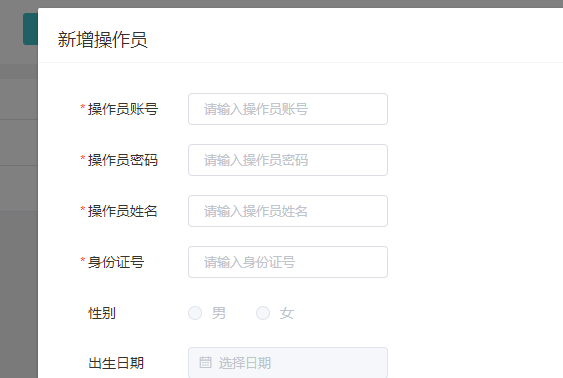 新增操作员
*操作员账号 请输入操作员账号
*操作员密码 请输入操作员密码
*操作员姓名 请输入操作员姓名
*身份证号 请输入身份证号
性别 男 女
出生日期 选择日期